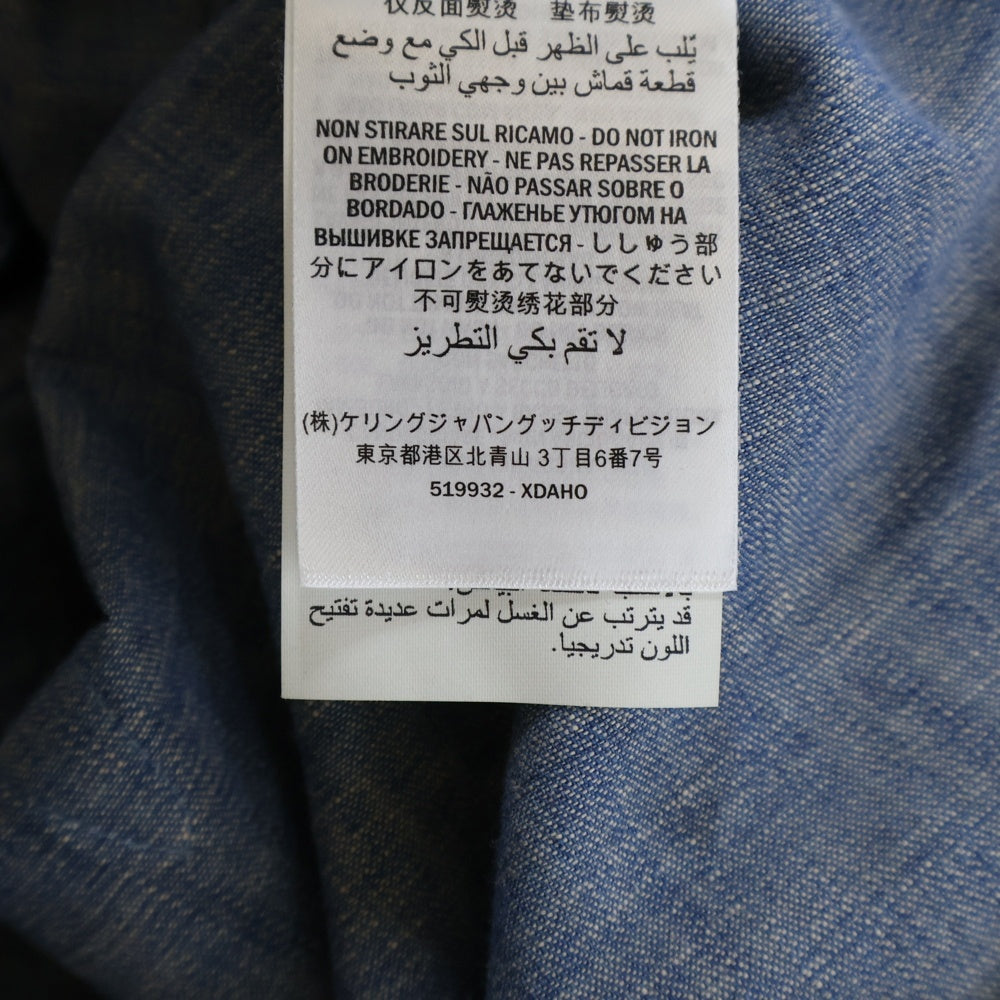 仅反面熨烫 垫布熨烫
يُلب على الظهر قبل الكي مع وضع
قطعة قماش بين وجهي الثوب
NON STIRARE SUL RICAMO - DO NOT IRON
ON EMBROIDERY - NE PAS REPASSER LA
BRODERIE - NÃO PASSAR SOBRE O
BORDADO - ГЛАЖЕНЬЕ УТЮГОМ НА
ВЫШИВКЕ ЗАПРЕЩАЕТСЯ - ししゅう部
分にアイロンをあてないでください
不可熨烫绣花部分
لا تقم بكي التطريز
(株)ケリングジャパングッチディビジョン
東京都港区北青山 3丁目6番7号
519932 - XDAHO
قد يترتب عن الغسل لمرات عديدة تفتيح
اللون تدريجيا.